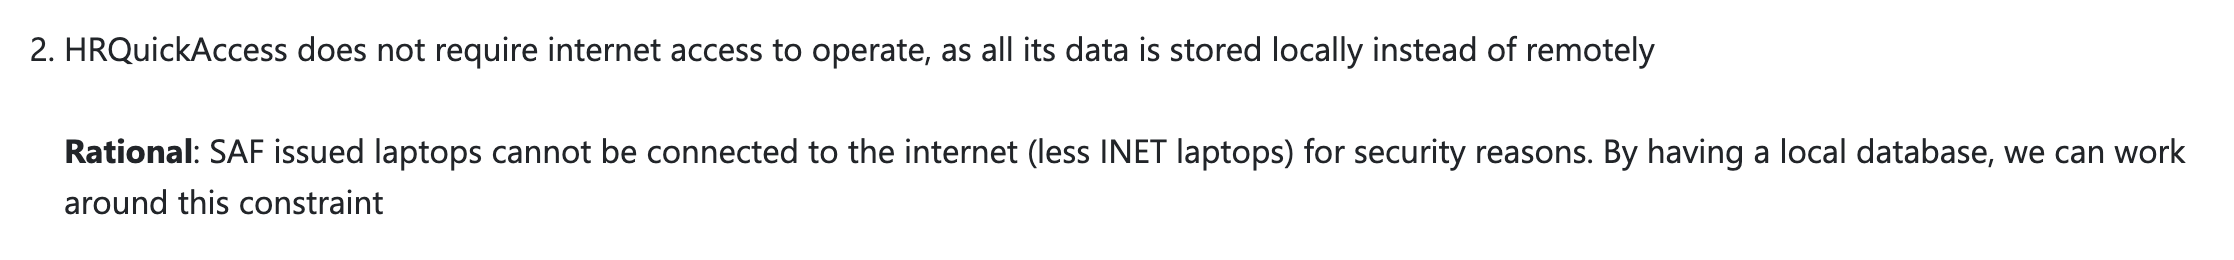 2. HRQuickAccess does not require internet access to operate, as all its data is stored locally instead of remotely
Rational: SAF issued laptops cannot be connected to the internet (less INET laptops) for security reasons. By having a local database, we can work
around this constraint